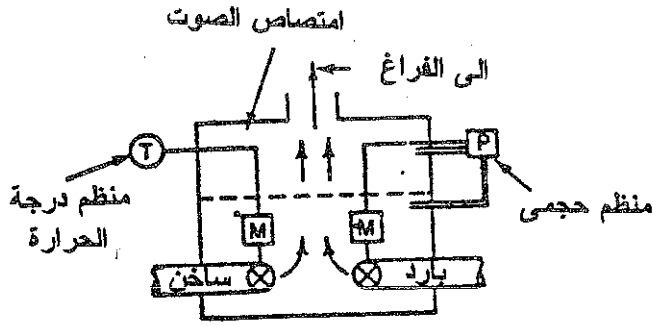 امتصاص الصوت
الى الفراغ
T
P
منظم درجة
الحرارة
منظم حجمى
M
M
ساخن
بارد